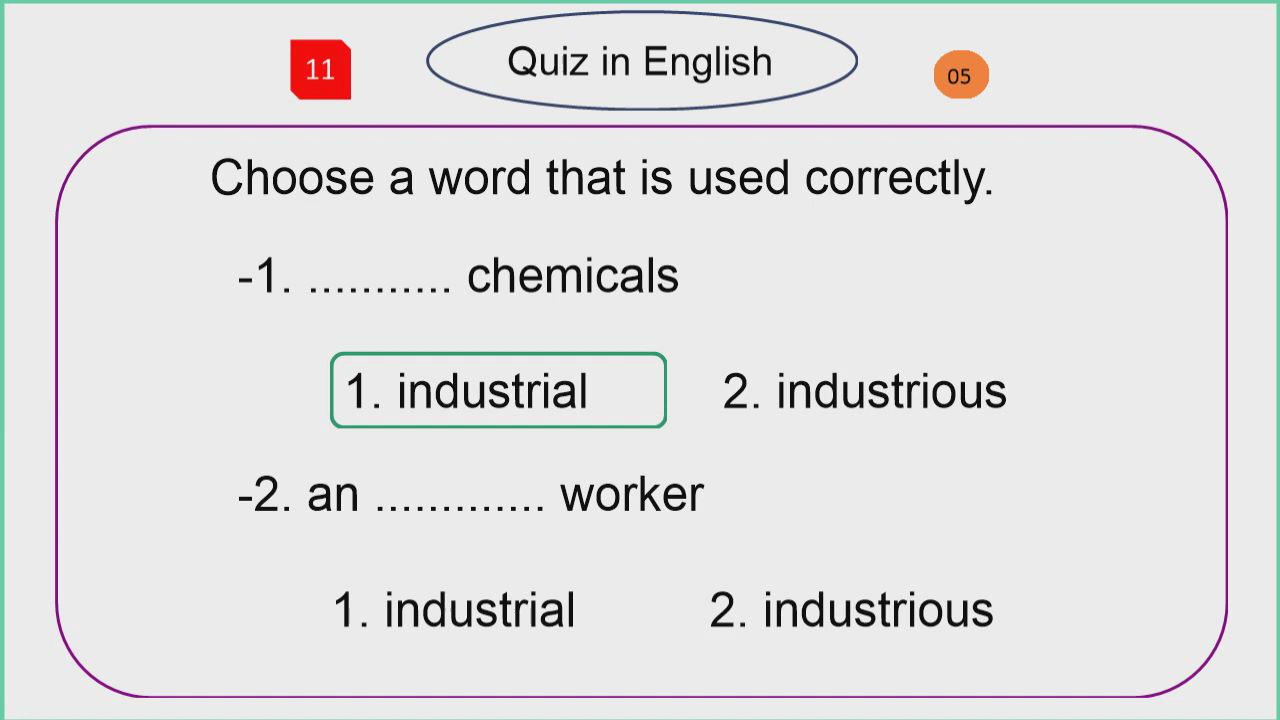 11
Quiz in English
05
Choose a word that is used correctly.
-1. ........... chemicals
1. industrial 2. industrious
-2. an ............. worker
1. industrial 2. industrious